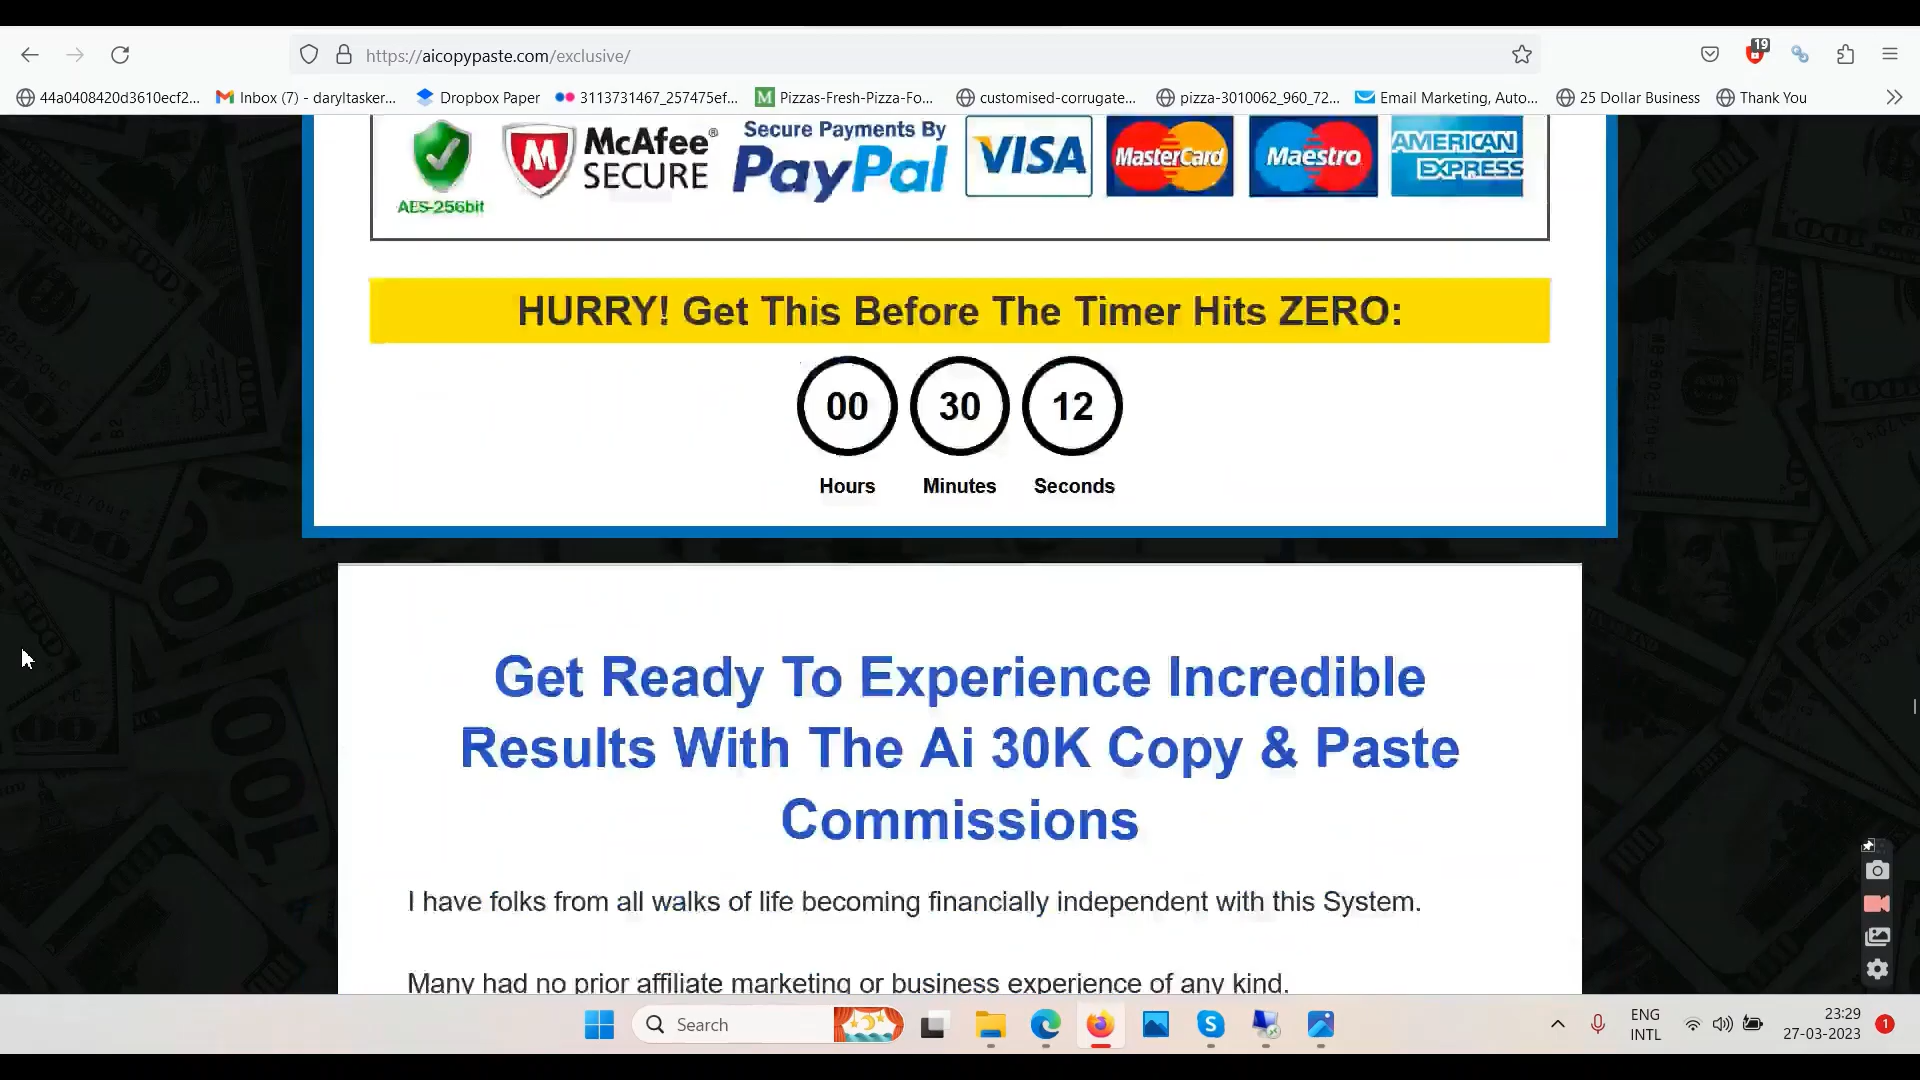 https://aicopypaste.com/exclusive/
19
44a0408420d3610ecf2...
Inbox (7) - daryltasker...
Dropbox Paper
3113731467_257475ef...
M
Pizzas-Fresh-Pizza-Fo...
customised-corrugate...
pizza-3010062_960_72...
Email Marketing, Auto...
25 Dollar Business
Thank You
AES-256bit
McAfee®
SECURE
Secure Payments By
PayPal
VISA
MasterCard
Maestro
AMERICAN
EXPRESS
HURRY! Get This Before The Timer Hits ZERO:
00
30
12
Hours
Minutes
Seconds
Get Ready To Experience Incredible
Results With The Ai 30K Copy & Paste
Commissions
I have folks from all walks of life becoming financially independent with this System.
Many had no prior affiliate marketing or business experience of any kind.
Search
ENG
INTL
23:29
27-03-2023
1